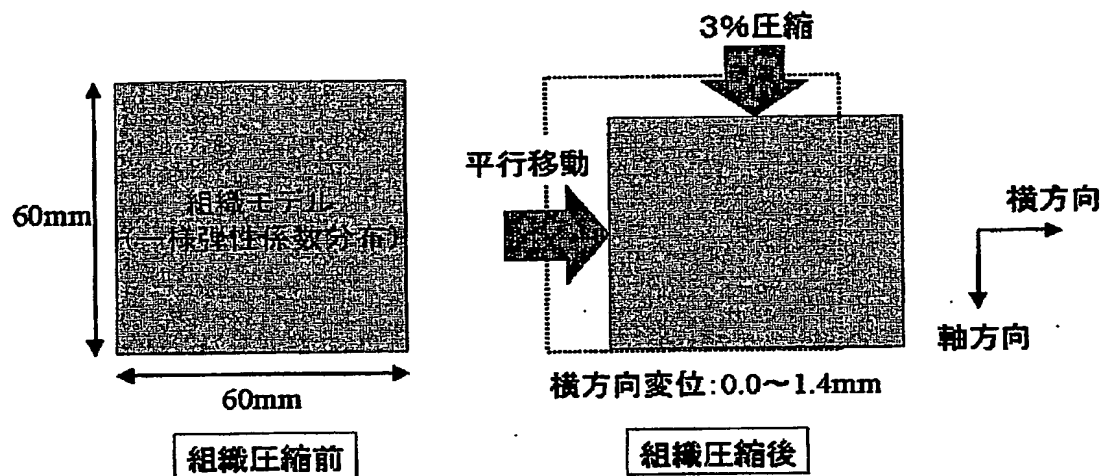 3%圧縮
平行移動
60mm
組織モデル
(一様弾性係数分布)
横方向
軸方向
60mm
横方向変位:0.0〜1.4mm
組織圧縮前
組織圧縮後